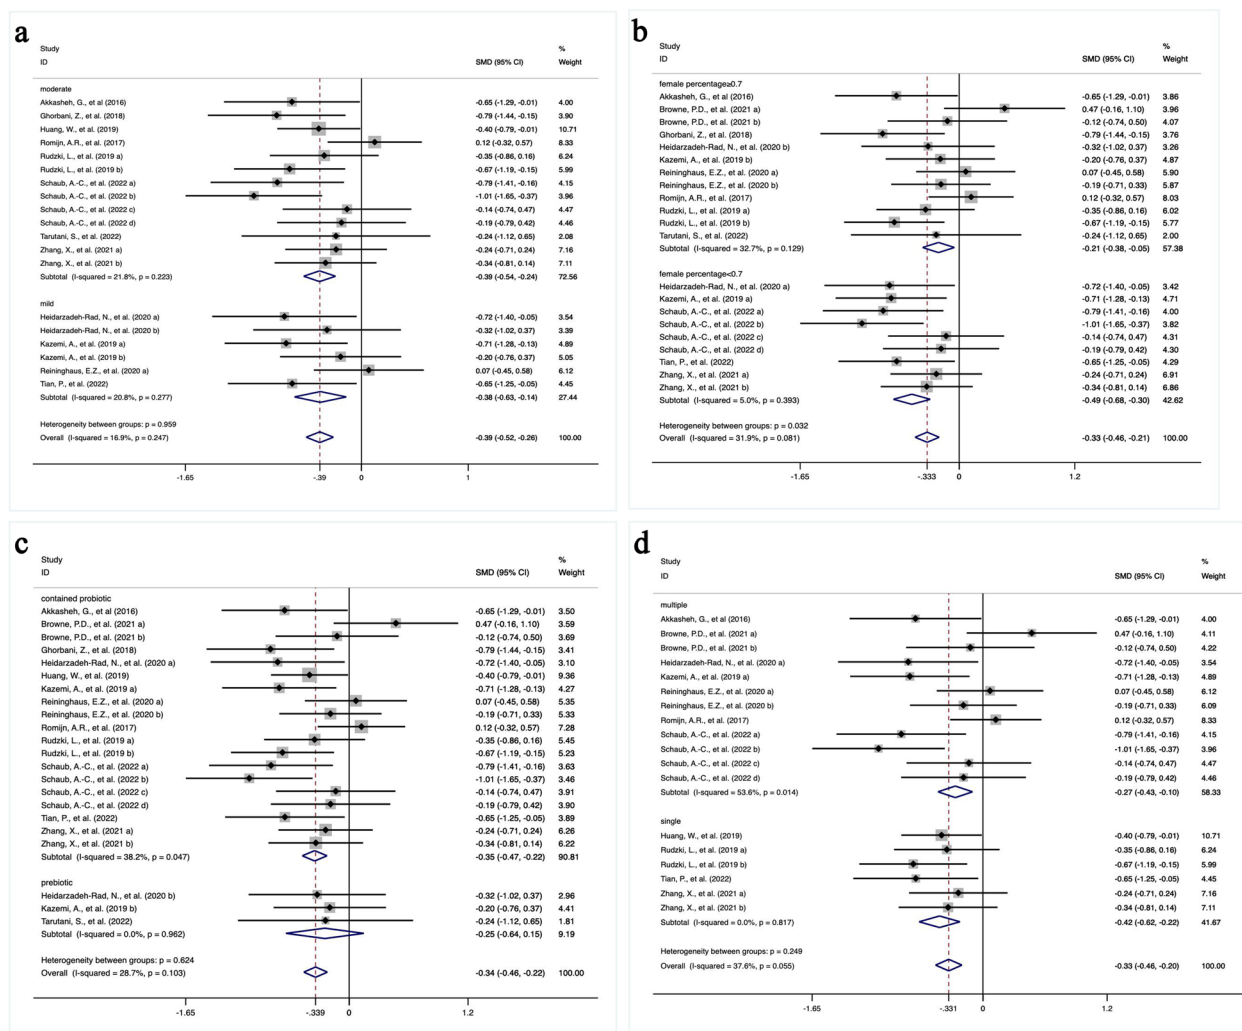 a
Study %
ID SMD (95% CI) Weight
moderate
Akkasheh, G., et al (2016) -0.65 (-1.29, -0.01) 4.00
Ghorbani, Z. et al. (2018) -0.79 (-1.44, -0.15) 3.90
Huang, W., et al. (2019) -0.40 (-0.79, -0.01) 10.71
Romijn, A.R., et al. (2017) 0.12 (-0.32, 0.57) 8.33
Rudzki, L., et al. (2019 a) -0.35 (-0.86, 0.16) 6.24
Rudzki, L., et al. (2019 b) -0.67 (-1.19, -0.15) 5.99
Schaub, A.-C., et al. (2022 a) -0.79 (-1.41, -0.16) 4.15
Schaub, A.-C., et al. (2022 b) -1.01 (-1.65, -0.37) 3.96
Schaub, A.-C., et al. (2022 c) -0.14 (-0.74, 0.47) 4.47
Schaub, A.-C., et al. (2022 d) -0.19 (-0.79, 0.42) 4.46
Tarutani, S., et al. (2022) -0.24 (-1.12, 0.65) 2.08
Zhang, X., et al. (2021 a) -0.24 (-0.71, 0.24) 7.16
Zhang, X., et al. (2021 b) -0.34 (-0.81, 0.14) 7.11
Subtotal (I-squared = 21.8%, p = 0.223) -0.39 (-0.54, -0.24) 72.56
mild
Heidarzadeh-Rad, N., et al. (2020 a) -0.72 (-1.40, -0.05) 3.54
Heidarzadeh-Rad, N., et al. (2020 b) -0.32 (-1.02, 0.37) 3.39
Kazemi, A., et al. (2019 a) -0.71 (-1.28, -0.13) 4.89
Kazemi, A., et al. (2019 b) -0.20 (-0.76, 0.37) 5.05
Reininghaus, E.Z., et al. (2020 a) 0.07 (-0.45, 0.58) 6.12
Tian, P., et al. (2022) -0.65 (-1.25, -0.05) 4.45
Subtotal (I-squared = 20.8%, p = 0.277) -0.38 (-0.63, -0.14) 27.44
Heterogeneity between groups: p = 0.959
Overall (I-squared = 16.9%, p = 0.247) -0.39 (-0.52, -0.26) 100.00
-1.65 -.39 0 1
b
Study %
ID SMD (95% CI) Weight
female percentage≥0.7
Akkasheh, G., et al (2016) -0.65 (-1.29, -0.01) 3.86
Browne, P.D., et al. (2021 a) 0.47 (-0.16, 1.10) 3.96
Browne, P.D., et al. (2021 b) -0.12 (-0.74, 0.50) 4.07
Ghorbani, Z. et al. (2018) -0.79 (-1.44, -0.15) 3.76
Heidarzadeh-Rad, N., et al. (2020 b) -0.32 (-1.02, 0.37) 3.26
Kazemi, A., et al. (2019 b) -0.20 (-0.76, 0.37) 4.87
Reininghaus, E.Z., et al. (2020 a) 0.07 (-0.45, 0.58) 5.90
Reininghaus, E.Z., et al. (2020 b) -0.19 (-0.71, 0.33) 5.87
Romijn, A.R., et al. (2017) 0.12 (-0.32, 0.57) 8.03
Rudzki, L., et al. (2019 a) -0.35 (-0.86, 0.16) 6.02
Rudzki, L., et al. (2019 b) -0.67 (-1.19, -0.15) 5.77
Tarutani, S., et al. (2022) -0.24 (-1.12, 0.65) 2.00
Subtotal (I-squared = 32.7%, p = 0.129) -0.21 (-0.38, -0.05) 57.38
female percentage<0.7
Heidarzadeh-Rad, N., et al. (2020 a) -0.72 (-1.40, -0.05) 3.42
Kazemi, A., et al. (2019 a) -0.71 (-1.28, -0.13) 4.71
Schaub, A.-C., et al. (2022 a) -0.79 (-1.41, -0.16) 4.00
Schaub, A.-C., et al. (2022 b) -1.01 (-1.65, -0.37) 3.82
Schaub, A.-C., et al. (2022 c) -0.14 (-0.74, 0.47) 4.31
Schaub, A.-C., et al. (2022 d) -0.19 (-0.79, 0.42) 4.30
Tian, P., et al. (2022) -0.65 (-1.25, -0.05) 4.29
Zhang, X., et al. (2021 a) -0.24 (-0.71, 0.24) 6.91
Zhang, X., et al. (2021 b) -0.34 (-0.81, 0.14) 6.86
Subtotal (I-squared = 5.0%, p = 0.393) -0.49 (-0.68, -0.30) 42.62
Heterogeneity between groups: p = 0.032
Overall (I-squared = 31.9%, p = 0.081) -0.33 (-0.46, -0.21) 100.00
-1.65 -.333 0 1.2
c
Study %
ID SMD (95% CI) Weight
contained probiotic
Akkasheh, G., et al (2016) -0.65 (-1.29, -0.01) 3.50
Browne, P.D., et al. (2021 a) 0.47 (-0.16, 1.10) 3.59
Browne, P.D., et al. (2021 b) -0.12 (-0.74, 0.50) 3.69
Ghorbani, Z. et al. (2018) -0.79 (-1.44, -0.15) 3.41
Heidarzadeh-Rad, N., et al. (2020 a) -0.72 (-1.40, -0.05) 3.10
Huang, W., et al. (2019) -0.40 (-0.79, -0.01) 9.36
Kazemi, A., et al. (2019 a) -0.71 (-1.28, -0.13) 4.27
Reininghaus, E.Z., et al. (2020 a) 0.07 (-0.45, 0.58) 5.35
Reininghaus, E.Z., et al. (2020 b) -0.19 (-0.71, 0.33) 5.33
Romijn, A.R., et al. (2017) 0.12 (-0.32, 0.57) 7.28
Rudzki, L., et al. (2019 a) -0.35 (-0.86, 0.16) 5.45
Rudzki, L., et al. (2019 b) -0.67 (-1.19, -0.15) 5.23
Schaub, A.-C., et al. (2022 a) -0.79 (-1.41, -0.16) 3.63
Schaub, A.-C., et al. (2022 b) -1.01 (-1.65, -0.37) 3.46
Schaub, A.-C., et al. (2022 c) -0.14 (-0.74, 0.47) 3.91
Schaub, A.-C., et al. (2022 d) -0.19 (-0.79, 0.42) 3.90
Tian, P., et al. (2022) -0.65 (-1.25, -0.05) 3.89
Zhang, X., et al. (2021 a) -0.24 (-0.71, 0.24) 6.26
Zhang, X., et al. (2021 b) -0.34 (-0.81, 0.14) 6.22
Subtotal (I-squared = 38.2%, p = 0.047) -0.35 (-0.47, -0.22) 90.81
prebiotic
Heidarzadeh-Rad, N., et al. (2020 b) -0.32 (-1.02, 0.37) 2.96
Kazemi, A., et al. (2019 b) -0.20 (-0.76, 0.37) 4.41
Tarutani, S., et al. (2022) -0.24 (-1.12, 0.65) 1.81
Subtotal (I-squared = 0.0%, p = 0.962) -0.25 (-0.64, 0.15) 9.19
Heterogeneity between groups: p = 0.624
Overall (I-squared = 28.7%, p = 0.103) -0.34 (-0.46, -0.22) 100.00
-1.65 -.339 0 1.2
d
Study %
ID SMD (95% CI) Weight
multiple
Akkasheh, G., et al (2016) -0.65 (-1.29, -0.01) 4.00
Browne, P.D., et al. (2021 a) 0.47 (-0.16, 1.10) 4.11
Browne, P.D., et al. (2021 b) -0.12 (-0.74, 0.50) 4.22
Heidarzadeh-Rad, N., et al. (2020 a) -0.72 (-1.40, -0.05) 3.54
Kazemi, A., et al. (2019 a) -0.71 (-1.28, -0.13) 4.89
Reininghaus, E.Z., et al. (2020 a) 0.07 (-0.45, 0.58) 6.12
Reininghaus, E.Z., et al. (2020 b) -0.19 (-0.71, 0.33) 6.09
Romijn, A.R., et al. (2017) 0.12 (-0.32, 0.57) 8.33
Schaub, A.-C., et al. (2022 a) -0.79 (-1.41, -0.16) 4.15
Schaub, A.-C., et al. (2022 b) -1.01 (-1.65, -0.37) 3.96
Schaub, A.-C., et al. (2022 c) -0.14 (-0.74, 0.47) 4.47
Schaub, A.-C., et al. (2022 d) -0.19 (-0.79, 0.42) 4.46
Subtotal (I-squared = 53.6%, p = 0.014) -0.27 (-0.43, -0.10) 58.33
single
Huang, W., et al. (2019) -0.40 (-0.79, -0.01) 10.71
Rudzki, L., et al. (2019 a) -0.35 (-0.86, 0.16) 6.24
Rudzki, L., et al. (2019 b) -0.67 (-1.19, -0.15) 5.99
Tian, P., et al. (2022) -0.65 (-1.25, -0.05) 4.45
Zhang, X., et al. (2021 a) -0.24 (-0.71, 0.24) 7.16
Zhang, X., et al. (2021 b) -0.34 (-0.81, 0.14) 7.11
Subtotal (I-squared = 0.0%, p = 0.817) -0.42 (-0.62, -0.22) 41.67
Heterogeneity between groups: p = 0.249
Overall (I-squared = 37.6%, p = 0.055) -0.33 (-0.46, -0.20) 100.00
-1.65 -.331 0 1.2